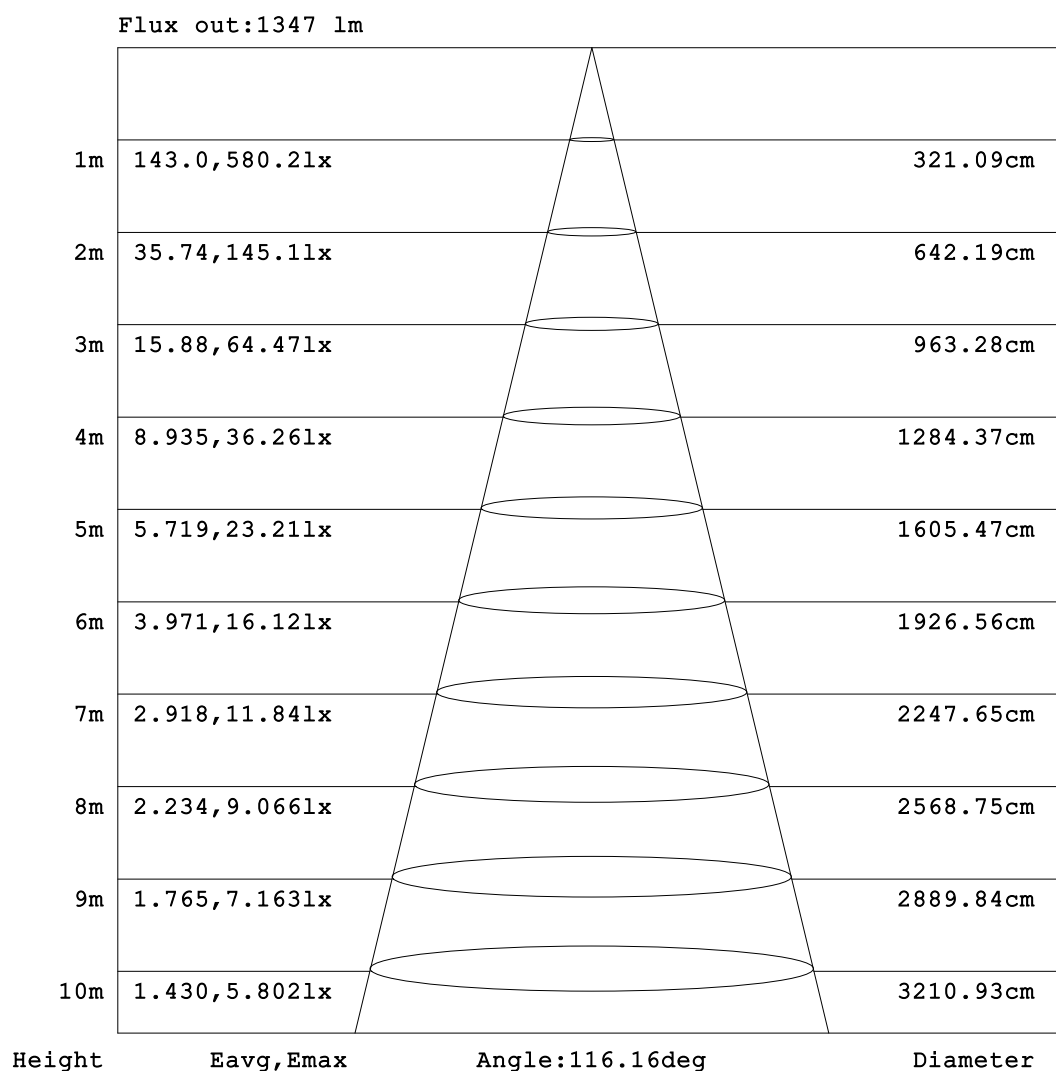 Flux out:1347 lm
1m 143.0,580.2lx 321.09cm
2m 35.74,145.1lx 642.19cm
3m 15.88,64.47lx 963.28cm
4m 8.935,36.26lx 1284.37cm
5m 5.719,23.21lx 1605.47cm
6m 3.971,16.12lx 1926.56cm
7m 2.918,11.84lx 2247.65cm
8m 2.234,9.066lx 2568.75cm
9m 1.765,7.163lx 2889.84cm
10m 1.430,5.802lx 3210.93cm
Height Eavg,Emax Angle:116.16deg Diameter